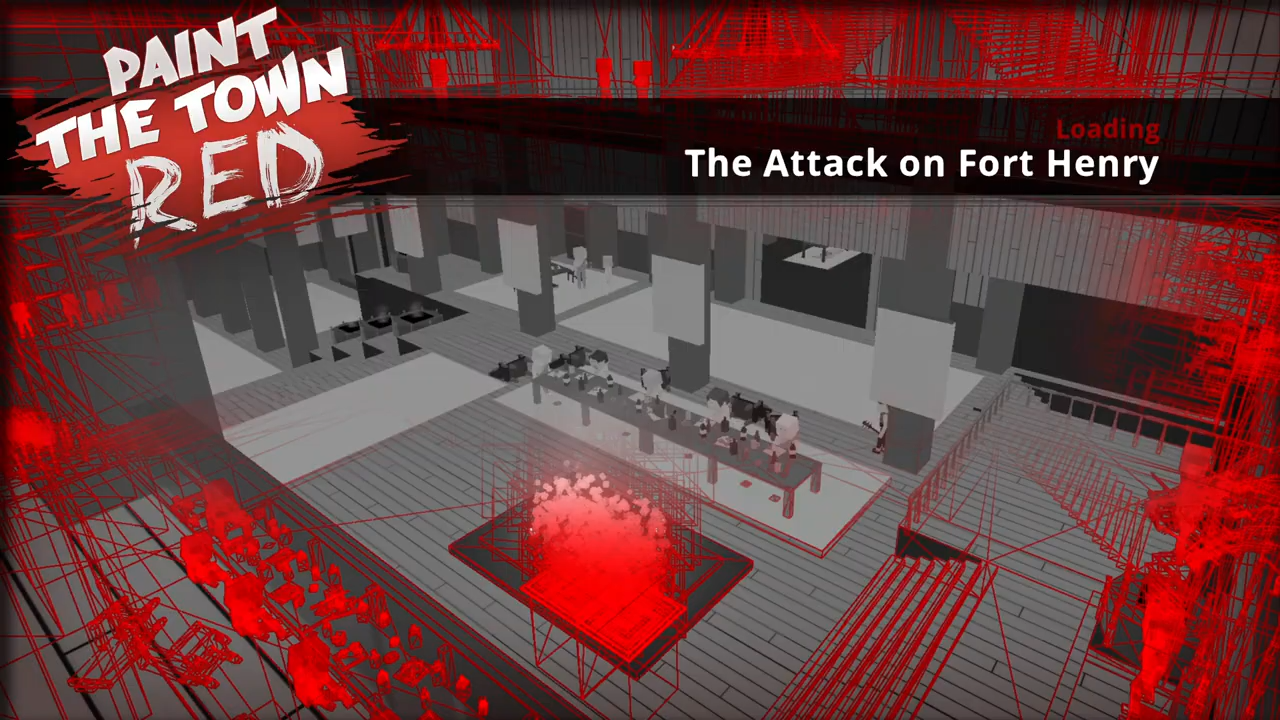 PAINT
THE TOWN
RED
Loading
The Attack on Fort Henry